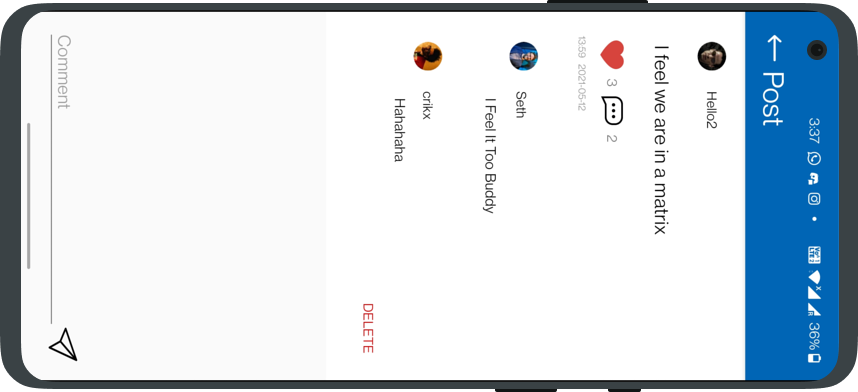 3:37 36%
Post
Hello2
I feel we are in a matrix
3 2
13:59 2021-05-12
Seth
I Feel It Too Buddy
crikx
Hahahaha
DELETE
Comment